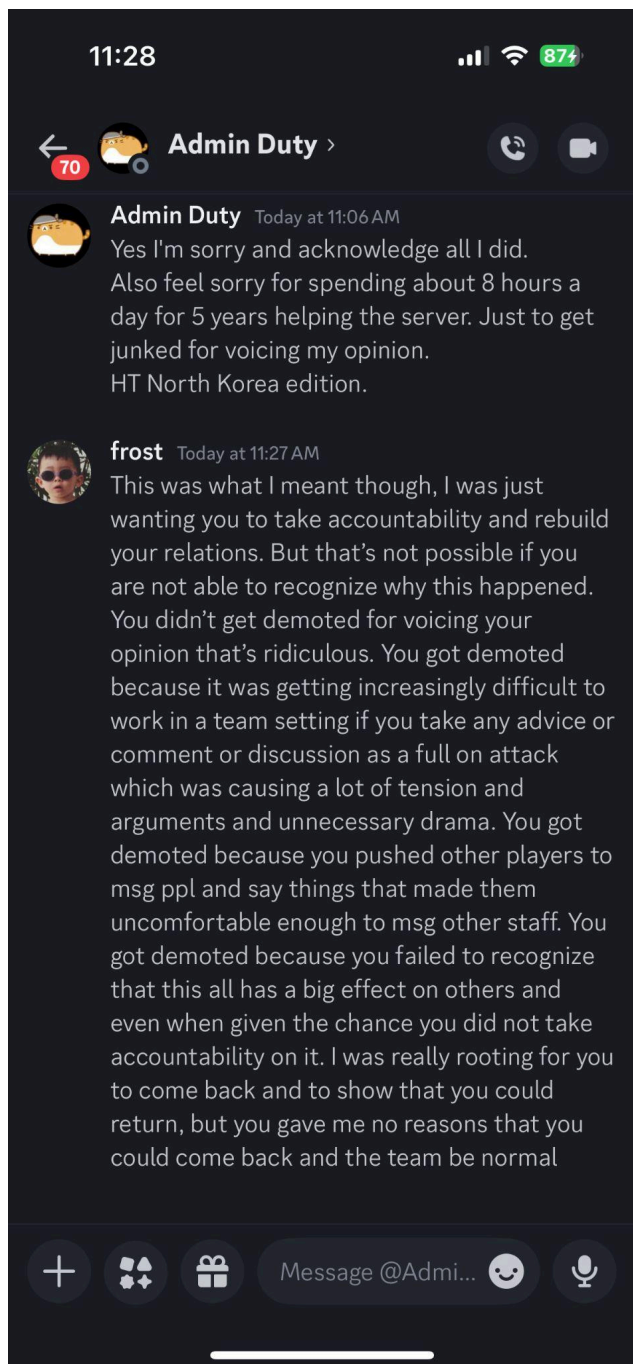 11:28
87
70
Admin Duty
Admin Duty Today at 11:06 AM
Yes I'm sorry and acknowledge all I did.
Also feel sorry for spending about 8 hours a
day for 5 years helping the server. Just to get
junked for voicing my opinion.
HT North Korea edition.
frost Today at 11:27 AM
This was what I meant though, I was just
wanting you to take accountability and rebuild
your relations. But that’s not possible if you
are not able to recognize why this happened.
You didn’t get demoted for voicing your
opinion that’s ridiculous. You got demoted
because it was getting increasingly difficult to
work in a team setting if you take any advice or
comment or discussion as a full on attack
which was causing a lot of tension and
arguments and unnecessary drama. You got
demoted because you pushed other players to
msg ppl and say things that made them
uncomfortable enough to msg other staff. You
got demoted because you failed to recognize
that this all has a big effect on others and
even when given the chance you did not take
accountability on it. I was really rooting for you
to come back and to show that you could
return, but you gave me no reasons that you
could come back and the team be normal
Message @Admi...